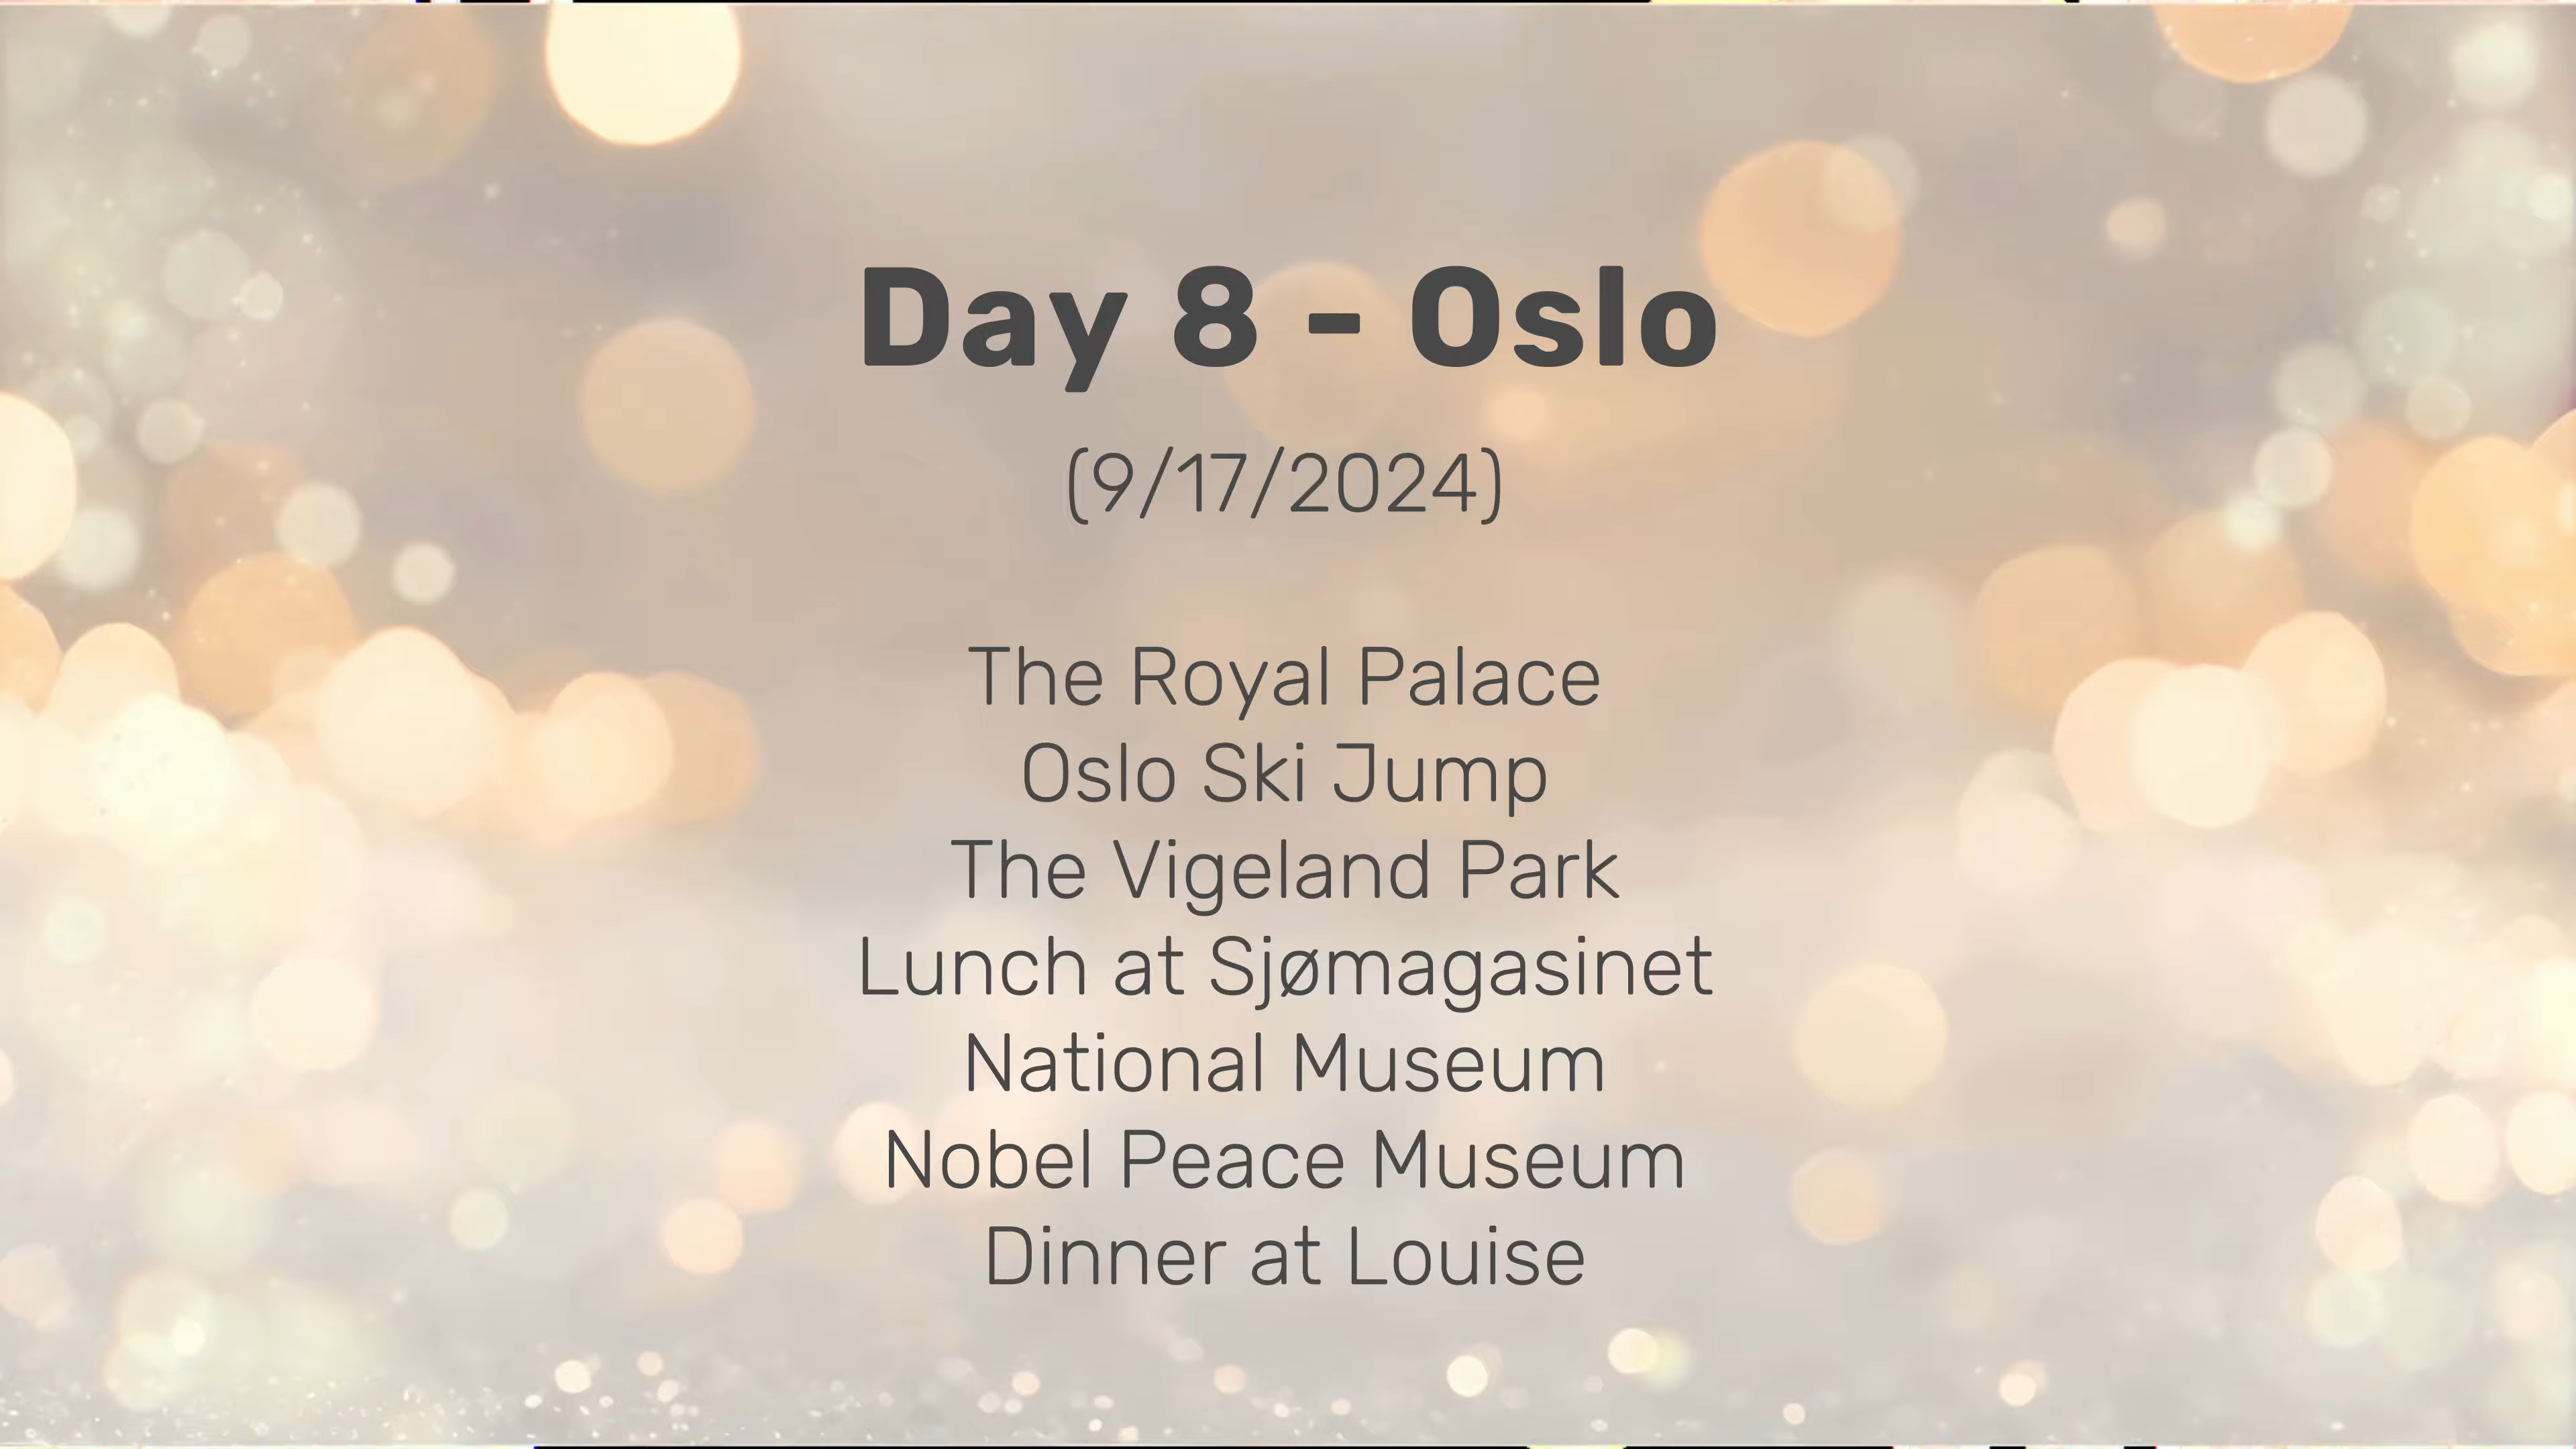 Day 8 - Oslo
(9/17/2024)
The Royal Palace
Oslo Ski Jump
The Vigeland Park
Lunch at Sjømagasinet
National Museum
Nobel Peace Museum
Dinner at Louise